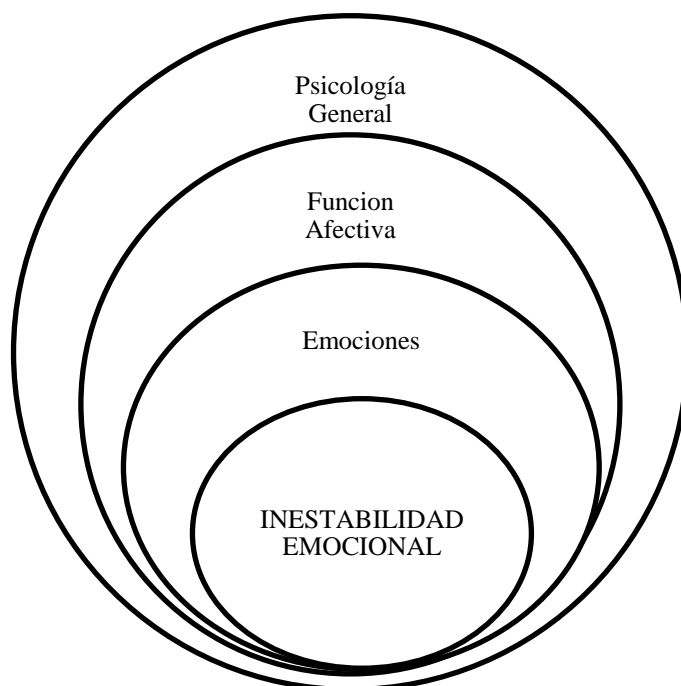 Psicología
General
Funcion
Afectiva
Emociones
INESTABILIDAD
EMOCIONAL